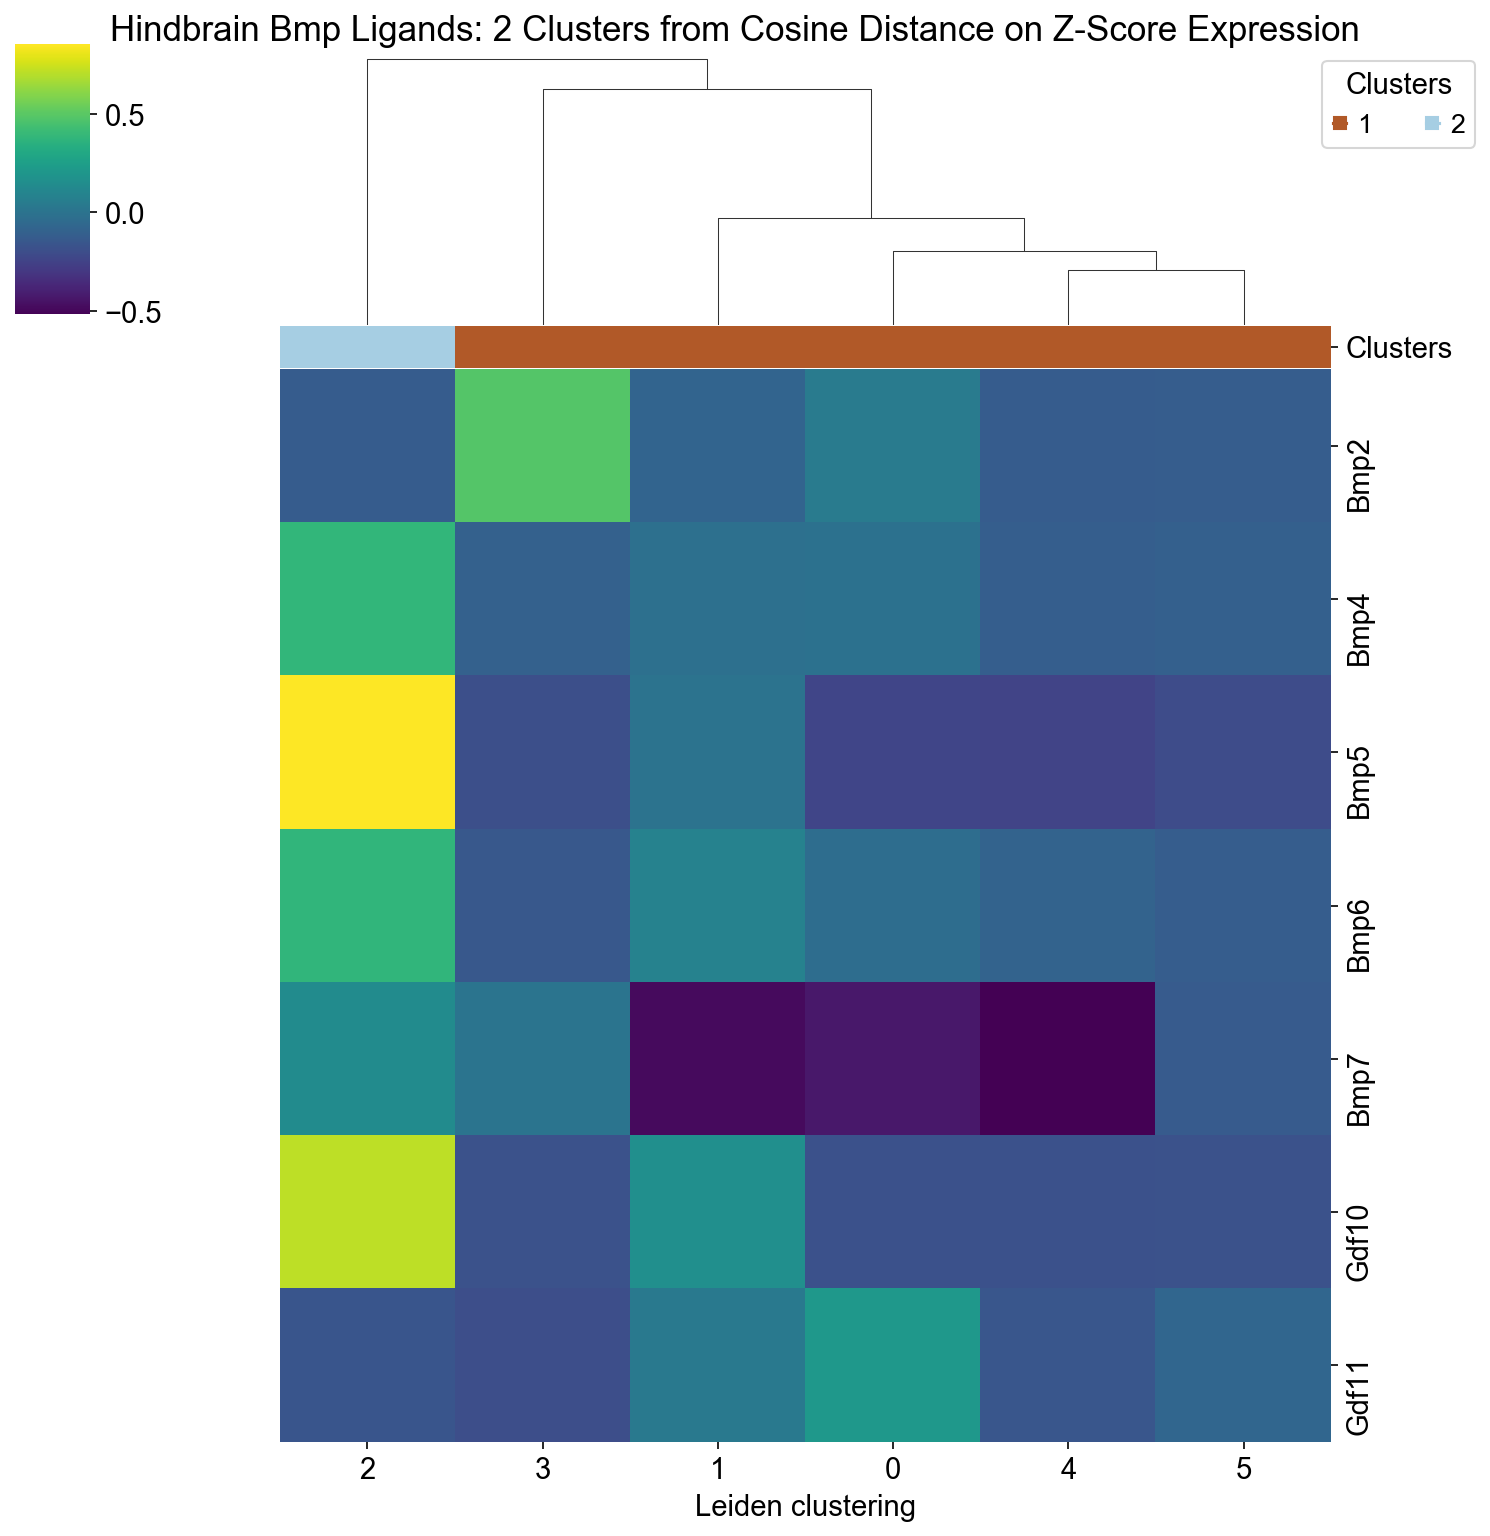 Hindbrain Bmp Ligands: 2 Clusters from Cosine Distance on Z-Score Expression
0.5
0.0
−0.5
Clusters
1 2
Clusters
Bmp2
Bmp4
Bmp5
Bmp6
Bmp7
Gdf10
Gdf11
2 3 1 0 4 5
Leiden clustering